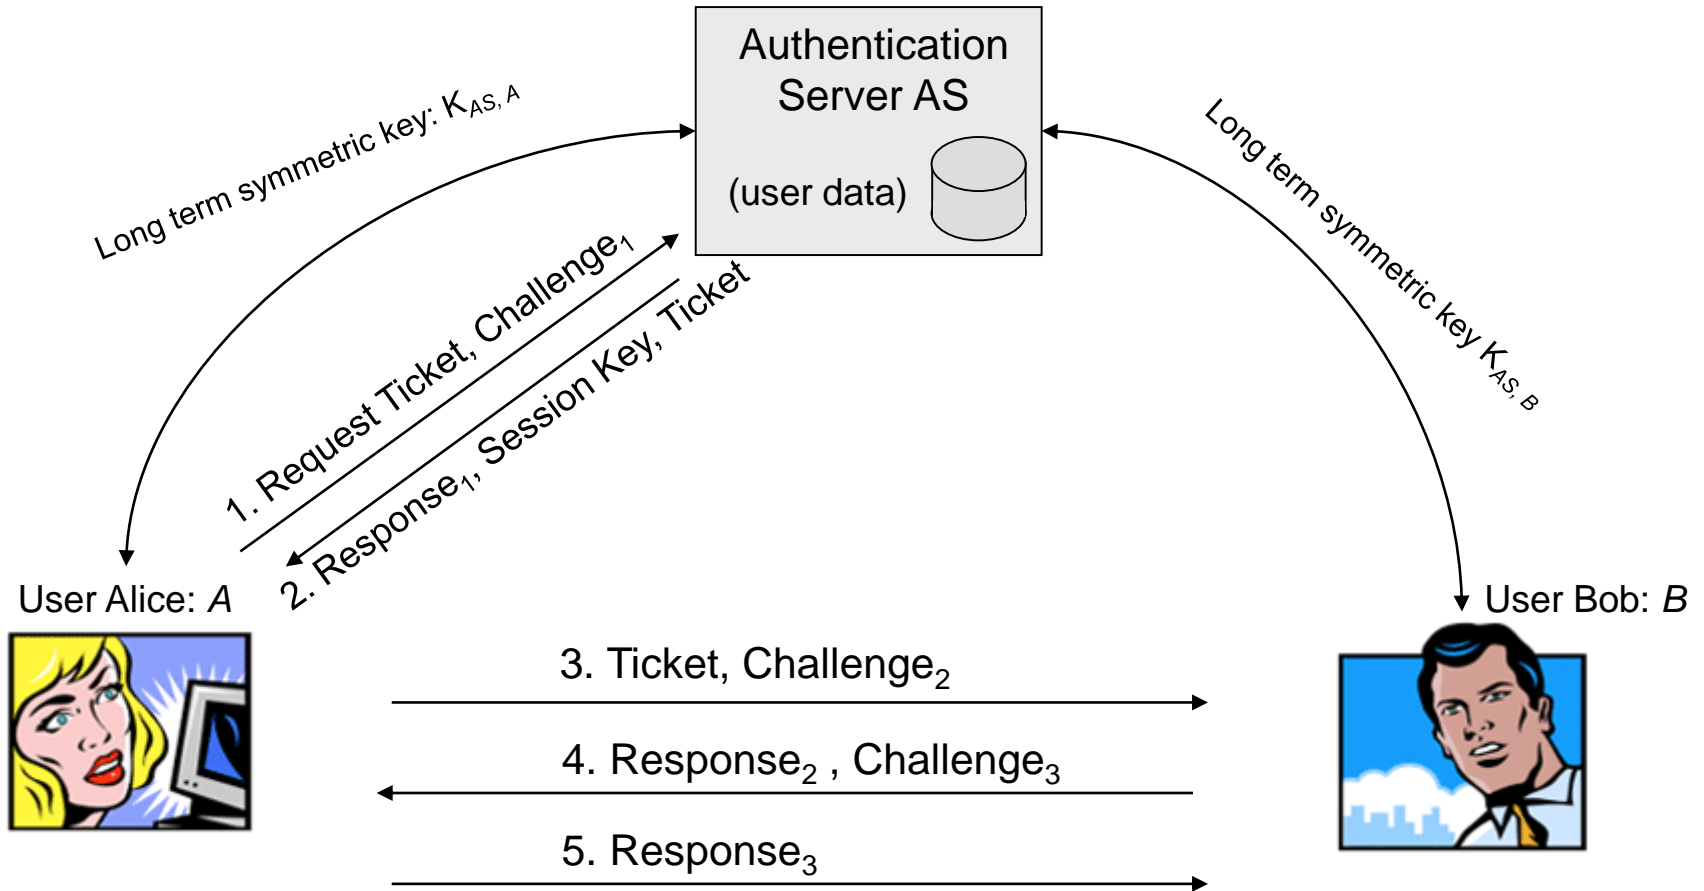 Authentication
Server AS
(user data)
Long term symmetric key: K_AS, A
Long term symmetric key K_AS, B
1. Request Ticket, Challenge₁
2. Response₁, Session Key, Ticket
User Alice: A
User Bob: B
3. Ticket, Challenge₂
4. Response₂ , Challenge₃
5. Response₃